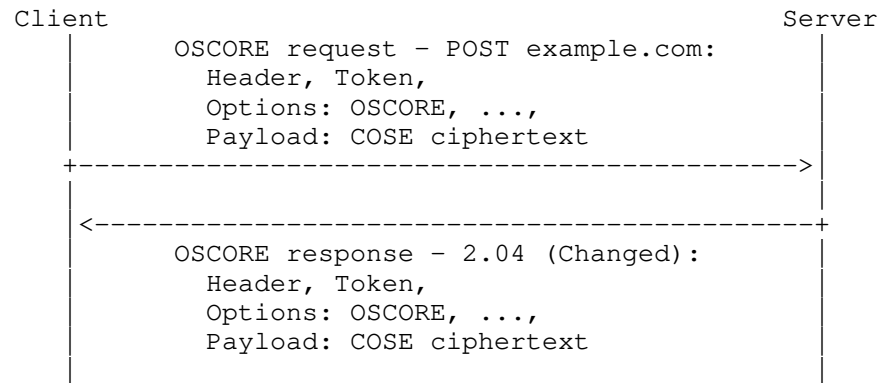 Client Server
OSCORE request - POST example.com:
Header, Token,
Options: OSCORE, ...,
Payload: COSE ciphertext
OSCORE response - 2.04 (Changed):
Header, Token,
Options: OSCORE, ...,
Payload: COSE ciphertext